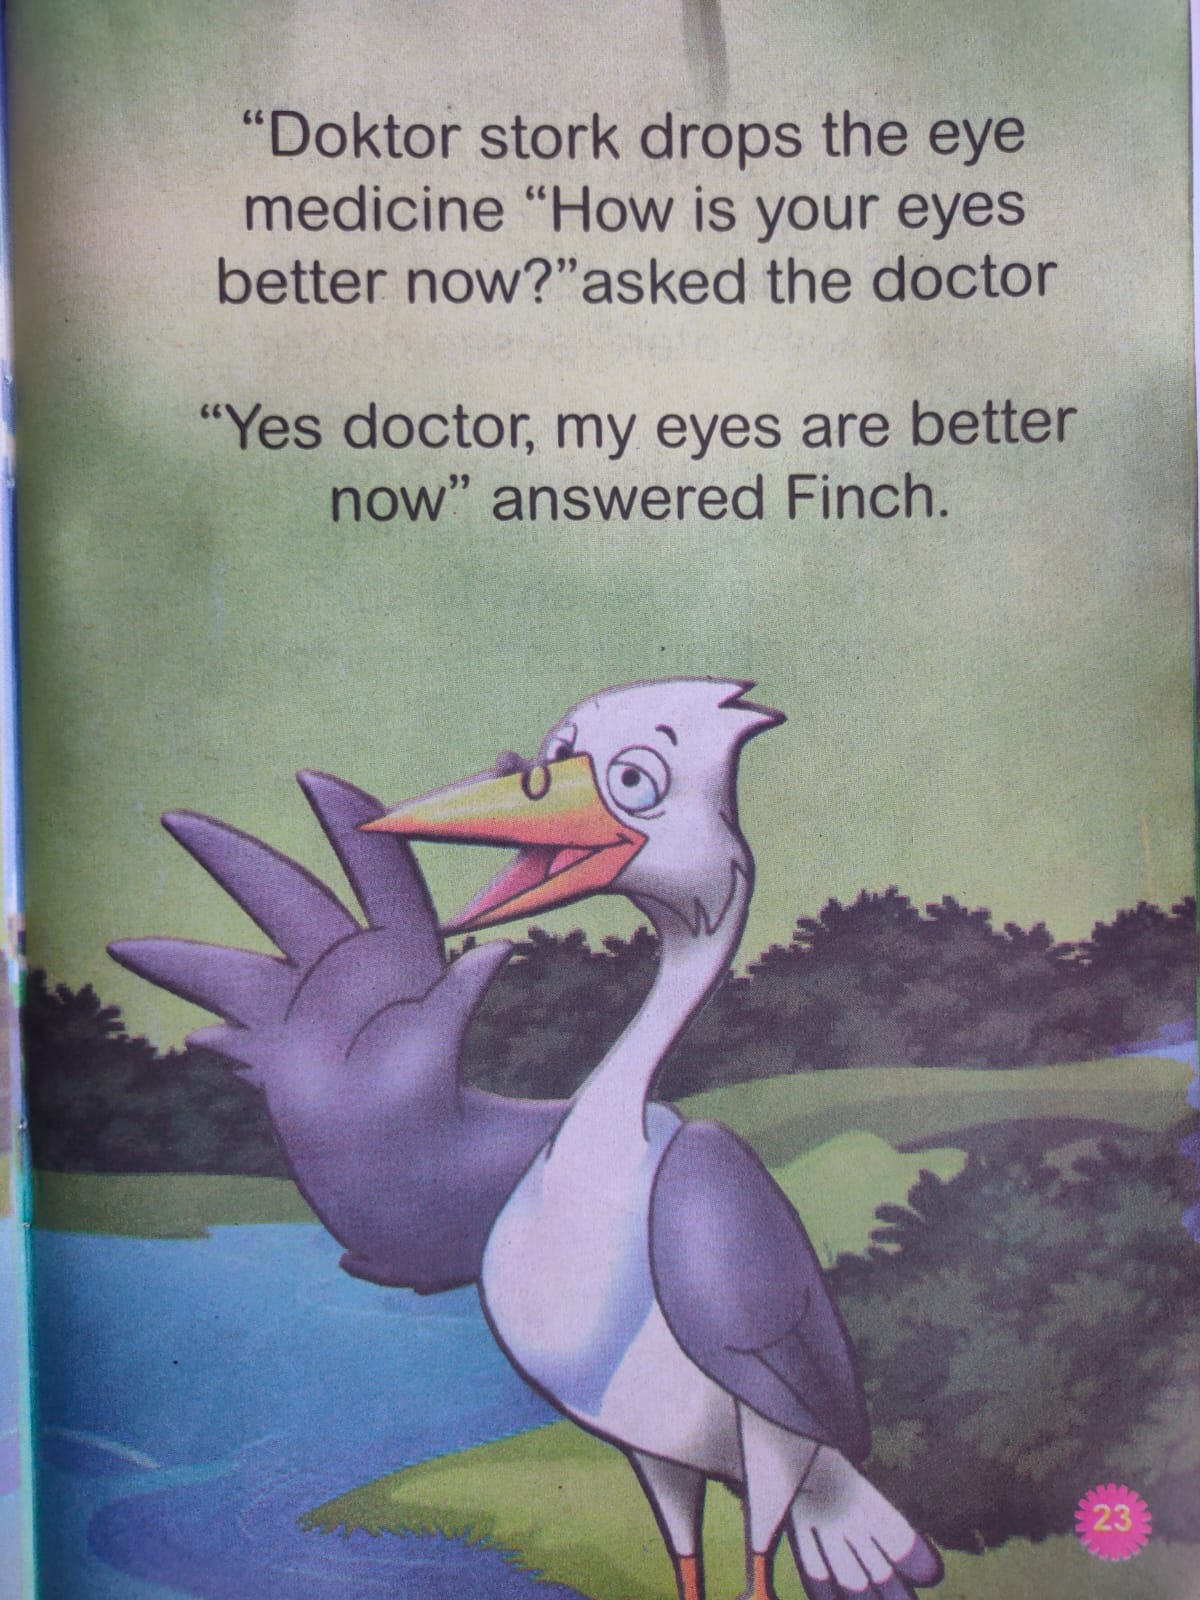 “Doktor stork drops the eye
medicine “How is your eyes
better now?”asked the doctor
“Yes doctor, my eyes are better
now” answered Finch.
23